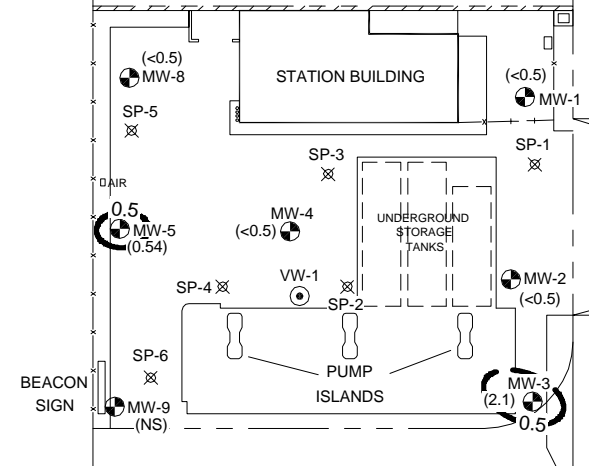 (<0.5)
MW-8
STATION BUILDING
(<0.5)
MW-1
SP-5
SP-3
SP-1
AIR
0.5
MW-5
(0.54)
MW-4
(<0.5)
UNDERGROUND
STORAGE
TANKS
SP-4
VW-1
SP-2
MW-2
(<0.5)
SP-6
PUMP
ISLANDS
BEACON
SIGN
MW-9
(NS)
MW-3
(2.1)
0.5